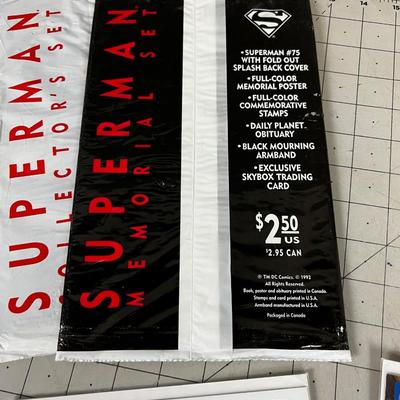 SUPERMAN
COLLECTOR'S SET
SUPERMAN
MEMORIAL SET
• SUPERMAN #75
WITH FOLD OUT
SPLASH BACK COVER
• FULL-COLOR
MEMORIAL POSTER
• FULL-COLOR
COMMEMORATIVE
STAMPS
• DAILY PLANET
OBITUARY
• BLACK MOURNING
ARMBAND
• EXCLUSIVE
SKYBOX TRADING
CARD
$2.50
US
$2.95 CAN
® TM DC Comics. © 1992
All Rights Reserved.
Book, poster and obituary printed in Canada.
Stamps and card printed in U.S.A.
Armband manufactured in U.S.A.
Packaged in Canada
14
15